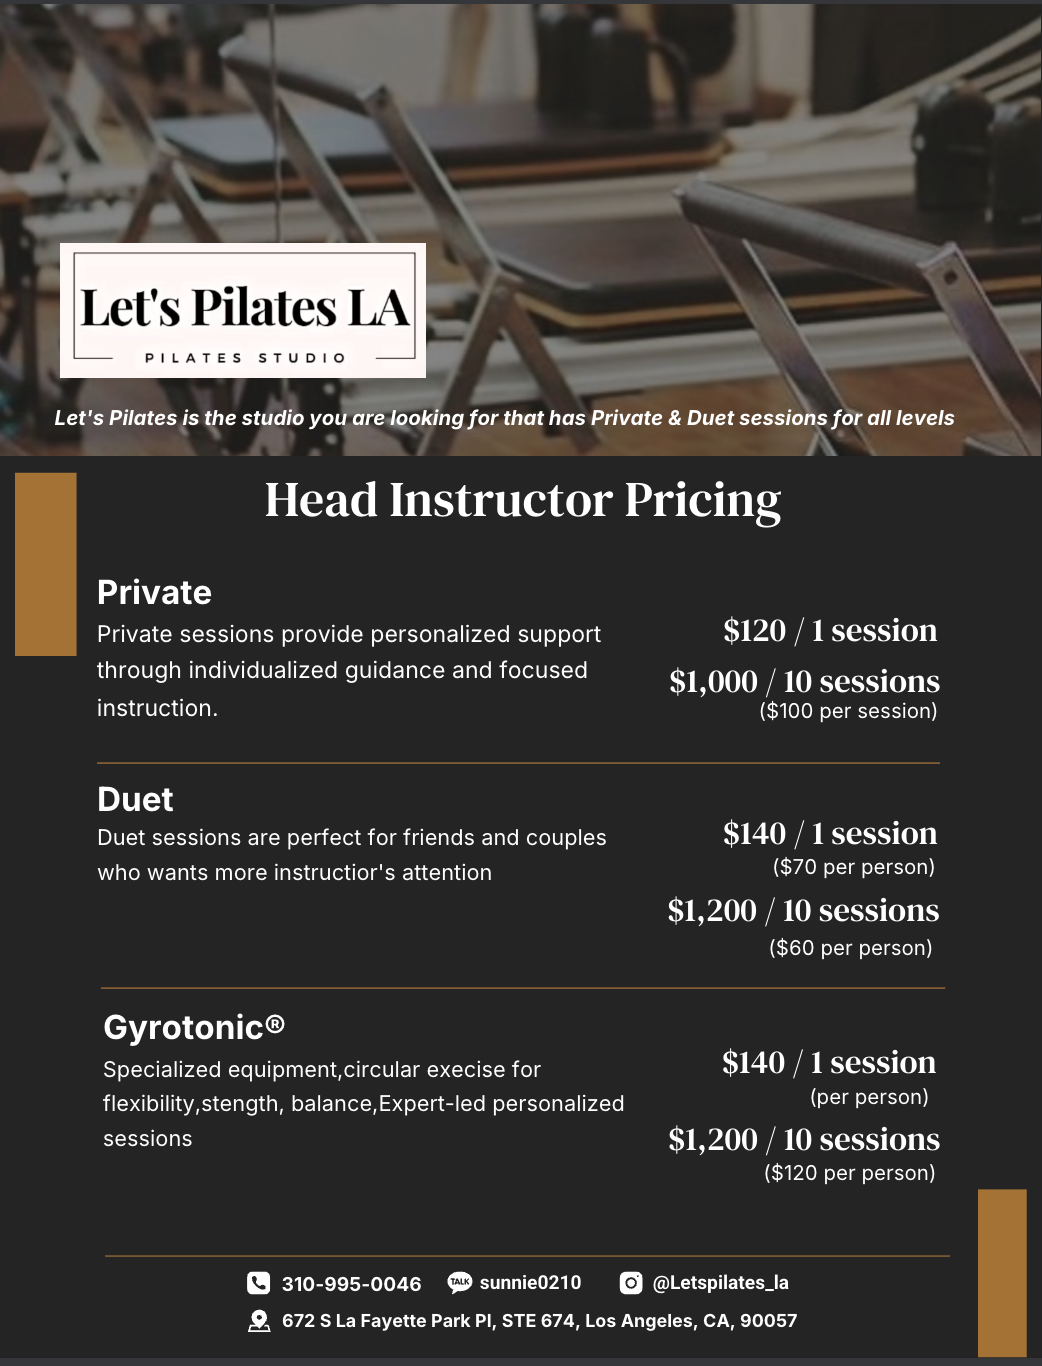 Let's Pilates LA
PILATES STUDIO
Let's Pilates is the studio you are looking for that has Private & Duet sessions for all levels
Head Instructor Pricing
Private
Private sessions provide personalized support
through individualized guidance and focused
instruction.
$120 / 1 session
$1,000 / 10 sessions
($100 per session)
Duet
Duet sessions are perfect for friends and couples
who wants more instructior's attention
$140 / 1 session
($70 per person)
$1,200 / 10 sessions
($60 per person)
Gyrotonic®
Specialized equipment,circular execise for
flexibility,stength, balance,Expert-led personalized
sessions
$140 / 1 session
(per person)
$1,200 / 10 sessions
($120 per person)
310-995-0046 TALK sunnie0210 @Letspilates_la
672 S La Fayette Park Pl, STE 674, Los Angeles, CA, 90057